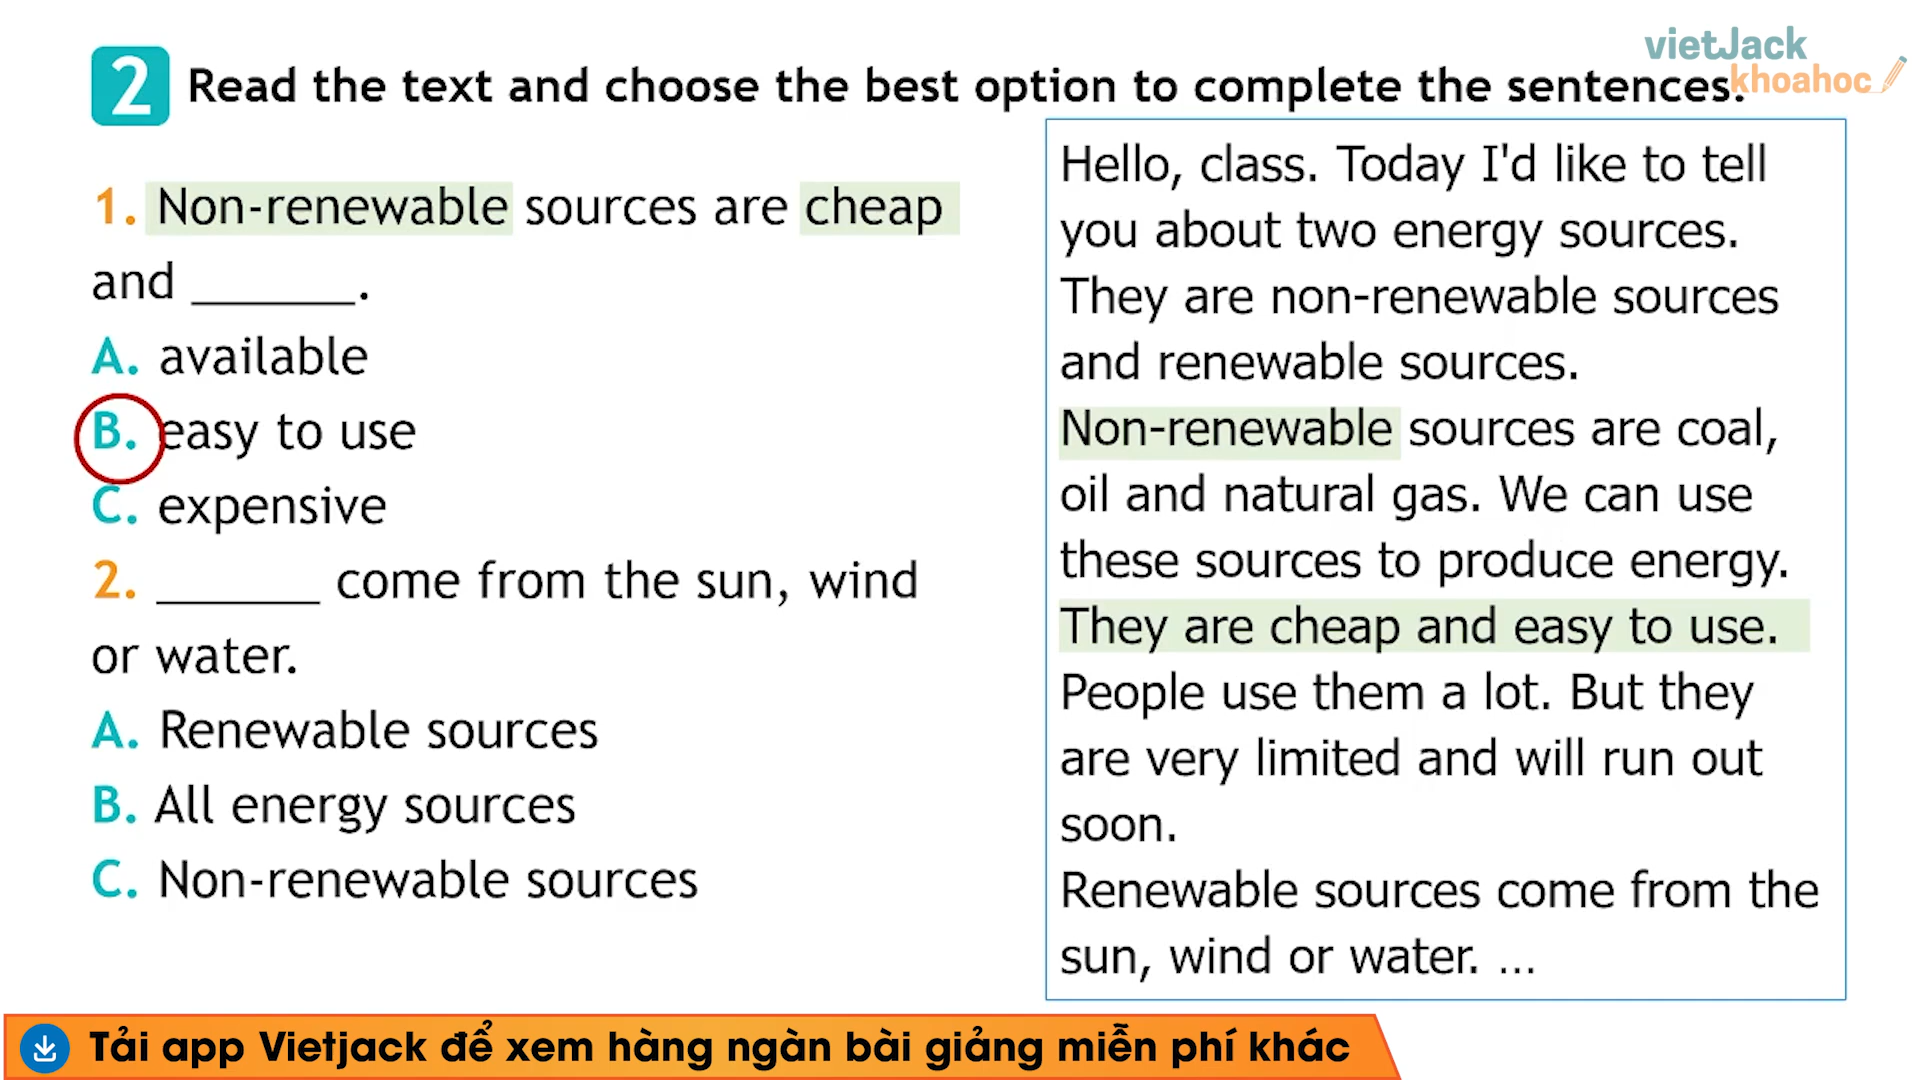 vietJack
khoahoc
2 Read the text and choose the best option to complete the sentences.
1. Non-renewable sources are cheap
and ______.
A. available
B. easy to use
C. expensive
2. ______ come from the sun, wind
or water.
A. Renewable sources
B. All energy sources
C. Non-renewable sources
Hello, class. Today I'd like to tell
you about two energy sources.
They are non-renewable sources
and renewable sources.
Non-renewable sources are coal,
oil and natural gas. We can use
these sources to produce energy.
They are cheap and easy to use.
People use them a lot. But they
are very limited and will run out
soon.
Renewable sources come from the
sun, wind or water. ...
Tải app Vietjack để xem hàng ngàn bài giảng miễn phí khác